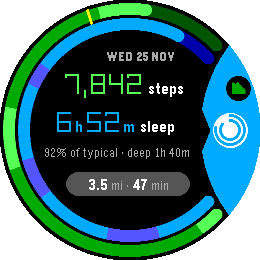 WED 25 NOV
7,842 steps
6h52m sleep
92% of typical · deep 1h 40m
3.5 mi · 47 min